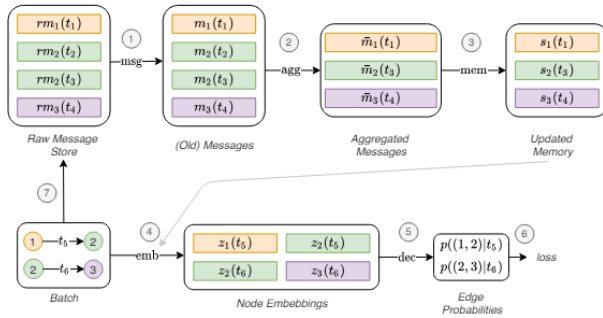 rm₁(t₁)
rm₂(t₂)
rm₂(t₃)
rm₃(t₄)
Raw Message
Store
1
msg
m₁(t₁)
m₂(t₂)
m₂(t₃)
m₃(t₄)
(Old) Messages
2
agg
m̄₁(t₁)
m̄₂(t₃)
m̄₃(t₄)
Aggregated
Messages
3
mem
s₁(t₁)
s₂(t₃)
s₃(t₄)
Updated
Memory
7
1 t₅ 2
2 t₆ 3
Batch
4
emb
z₁(t₅) z₂(t₅)
z₂(t₆) z₃(t₆)
Node Embebbings
5
dec
p((1, 2)|t₅)
p((2, 3)|t₆)
Edge
Probabilities
6
loss